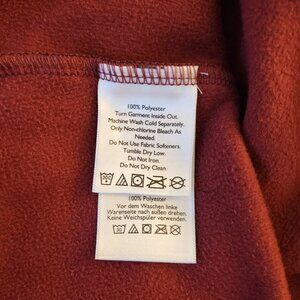 100% Polyester
Turn Garment Inside Out.
Machine Wash Cold Separately.
Only Non-chlorine Bleach As
Needed.
Do Not Use Fabric Softeners.
Tumble Dry Low.
Do Not Iron.
Do Not Dry Clean.
100% Polyester
Vor dem Waschen linke
Warenseite nach außen drehen.
Keine Weichspüler verwenden.